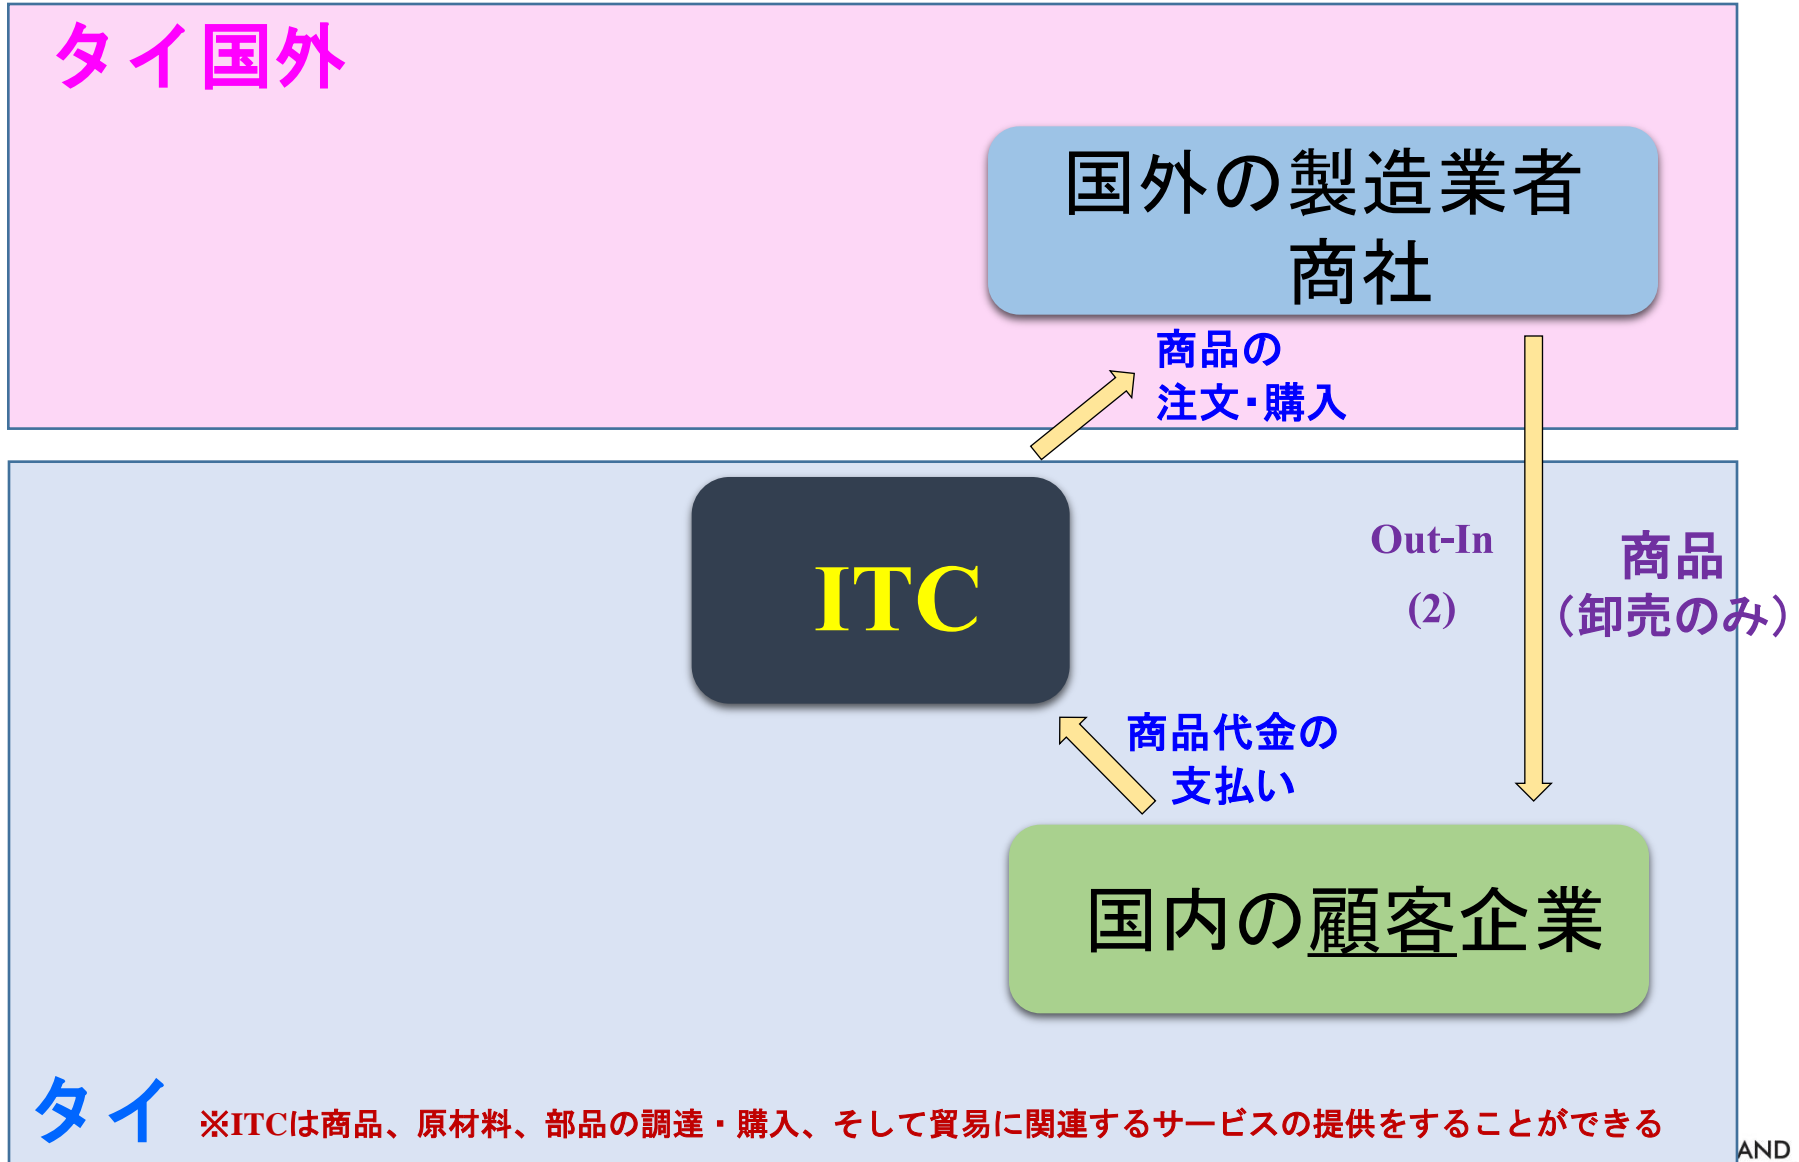 タイ国外
国外の製造業者
商社
商品の
注文・購入
ITC
Out-In
(2)
商品
（卸売のみ）
商品代金の
支払い
国内の顧客企業
タイ
※ITCは商品、原材料、部品の調達・購入、そして貿易に関連するサービスの提供をすることができる
AND